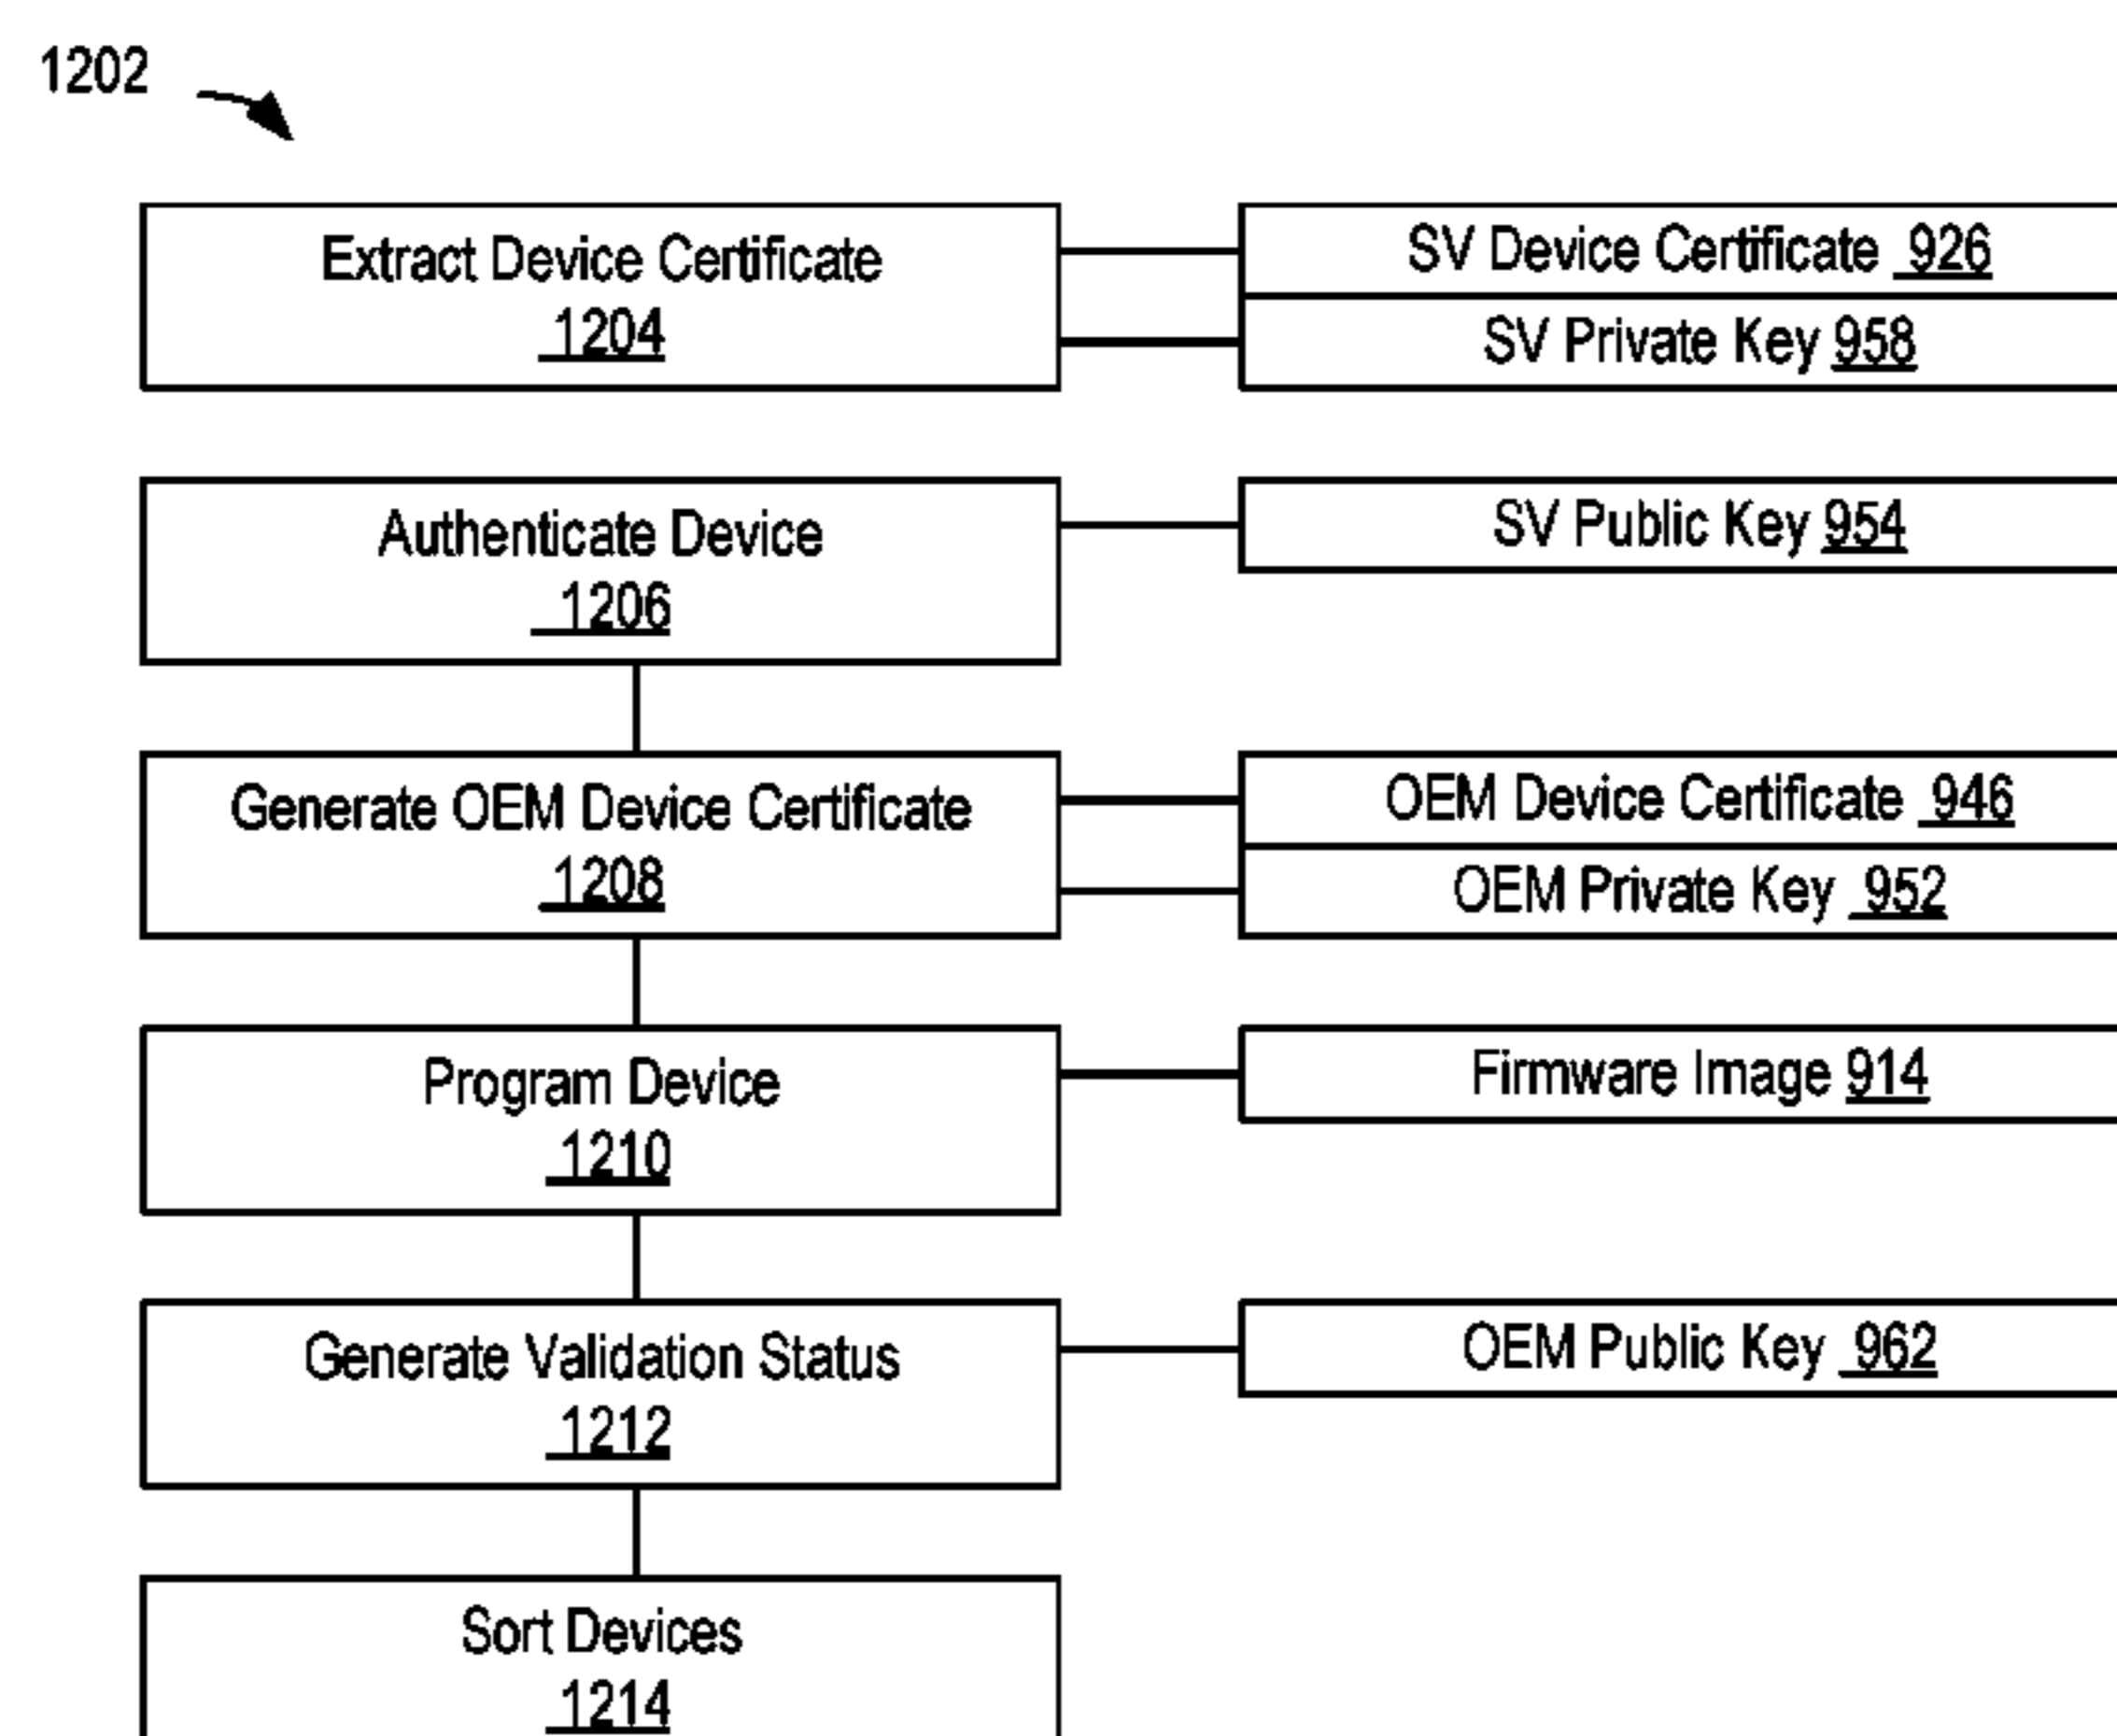 1202
Extract Device Certificate
1204
SV Device Certificate 926
SV Private Key 958
Authenticate Device
1206
SV Public Key 954
Generate OEM Device Certificate
1208
OEM Device Certificate 946
OEM Private Key 952
Program Device
1210
Firmware Image 914
Generate Validation Status
1212
OEM Public Key 962
Sort Devices
1214